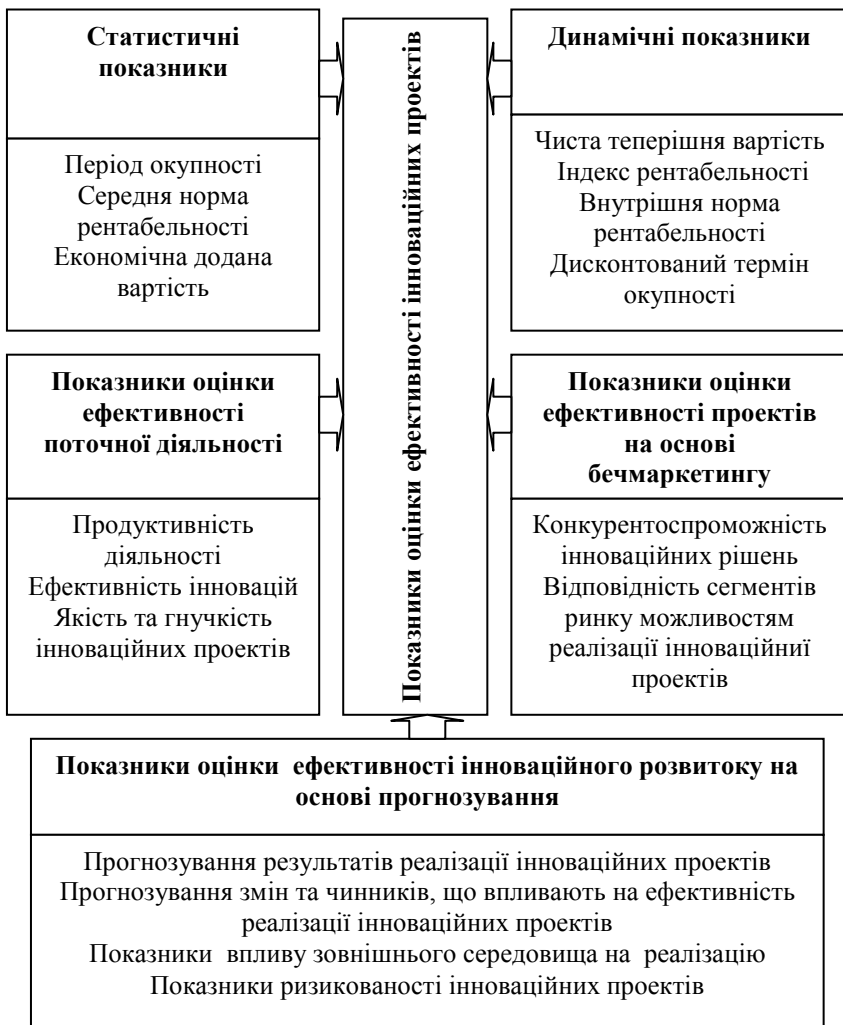 Статистичні
показники
Період окупності
Середня норма
рентабельності
Економічна додана
вартість
Показники оцінки ефективності інноваційних проектів
Динамічні показники
Чиста теперішня вартість
Індекс рентабельності
Внутрішня норма
рентабельності
Дисконтований термін
окупності
Показники оцінки
ефективності
поточної діяльності
Продуктивність
діяльності
Ефективність інновацій
Якість та гнучкість
інноваційних проектів
Показники оцінки
ефективності проектів
на основі
бечмаркетингу
Конкурентоспроможність
інноваційних рішень
Відповідність сегментів
ринку можливостям
реалізації інноваційниї
проектів
Показники оцінки ефективності інноваційного розвитоку на
основі прогнозування
Прогнозування результатів реалізації інноваційних проектів
Прогнозування змін та чинників, що впливають на ефективність
реалізації інноваційних проектів
Показники впливу зовнішнього середовища на реалізацію
Показники ризикованості інноваційних проектів